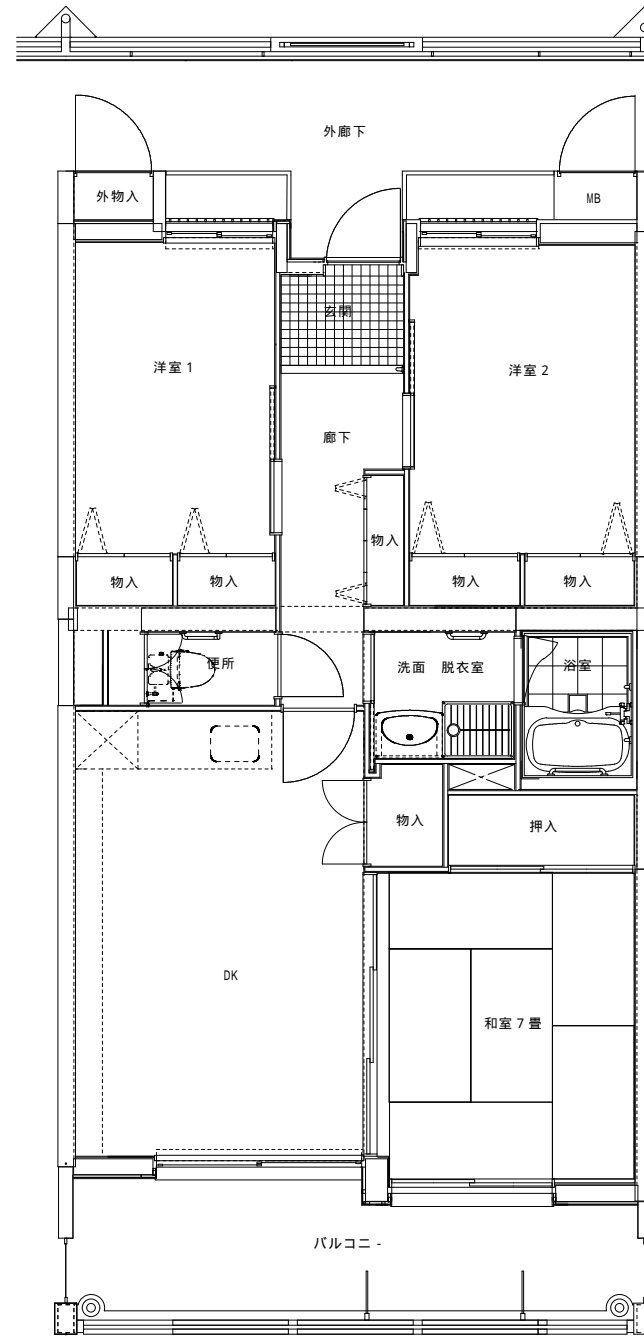 外廊下
外物入
MB
玄関
洋室1
洋室2
廊下
物入
物入
物入
物入
物入
便所
洗面 脱衣室
浴室
物入
押入
DK
和室7畳
バルコニ-